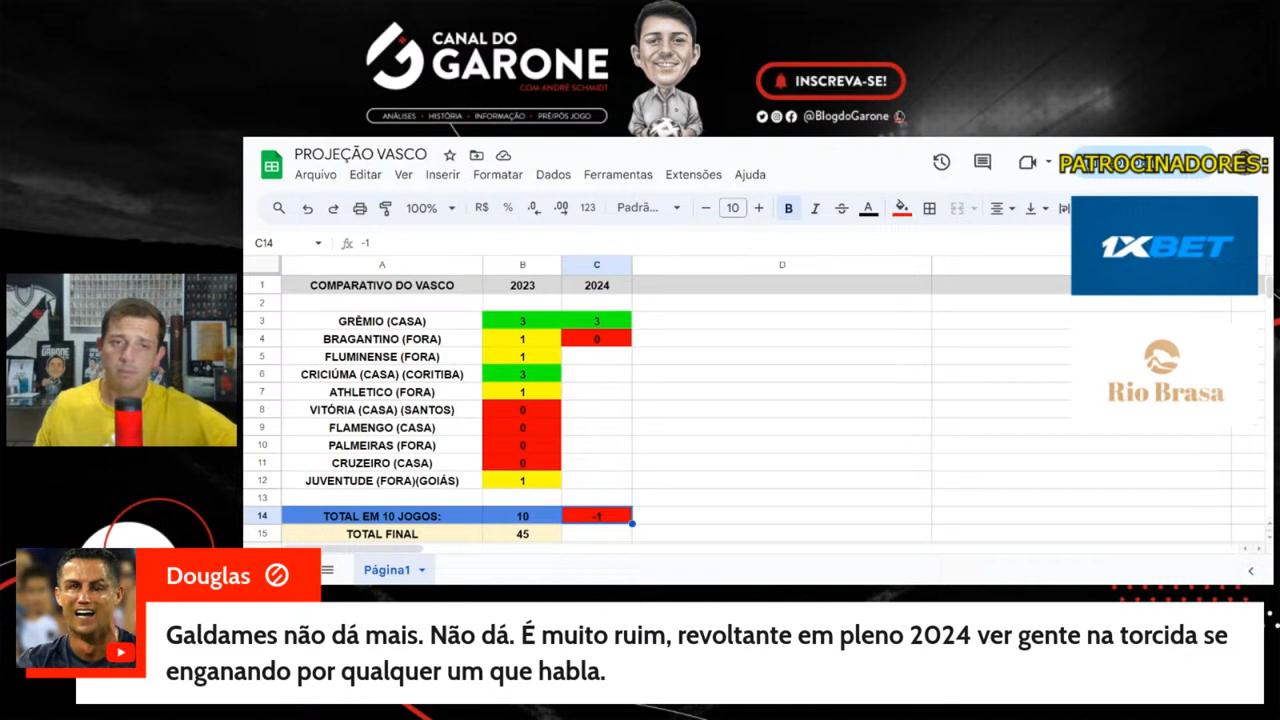 CANAL DO
GARONE
COM ANDRÉ SCHMIDT
ANÁLISES • HISTÓRIA • INFORMAÇÃO • PRÉ/PÓS JOGO
INSCREVA-SE!
@BlogdoGarone
PROJEÇÃO VASCO
Arquivo Editar Ver Inserir Formatar Dados Ferramentas Extensões Ajuda
PATROCINADORES:
100% R$ % .0 .00 123 Padrã... − 10 + B I A
C14 fx -1
1XBET
A B C D
1 COMPARATIVO DO VASCO 2023 2024
2
3 GRÊMIO (CASA) 3 3
4 BRAGANTINO (FORA) 1 0
5 FLUMINENSE (FORA) 1
6 CRICIÚMA (CASA) (CORITIBA) 3
7 ATHLETICO (FORA) 1
8 VITÓRIA (CASA) (SANTOS) 0
9 FLAMENGO (CASA) 0
10 PALMEIRAS (FORA) 0
11 CRUZEIRO (CASA) 0
12 JUVENTUDE (FORA)(GOIÁS) 1
13
14 TOTAL EM 10 JOGOS: 10 -1
15 TOTAL FINAL 45
Rio Brasa
GARONE
Página1
Douglas
Galdames não dá mais. Não dá. É muito ruim, revoltante em pleno 2024 ver gente na torcida se
enganando por qualquer um que habla.